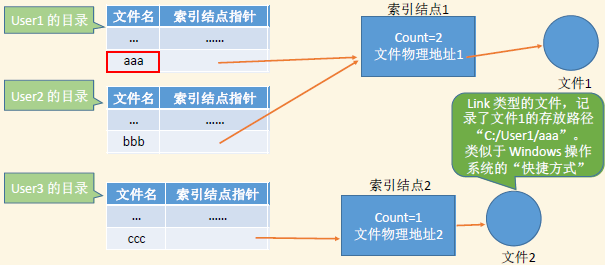 User1 的目录
文件名 索引结点指针
... ......
aaa
User2 的目录
文件名 索引结点指针
... ......
bbb
User3 的目录
文件名 索引结点指针
... ......
ccc
索引结点1
Count=2
文件物理地址1
文件1
Link 类型的文件，记
录了文件1的存放路径
“C:/User1/aaa”。
类似于 Windows 操作
系统的“快捷方式”
索引结点2
Count=1
文件物理地址2
文件2